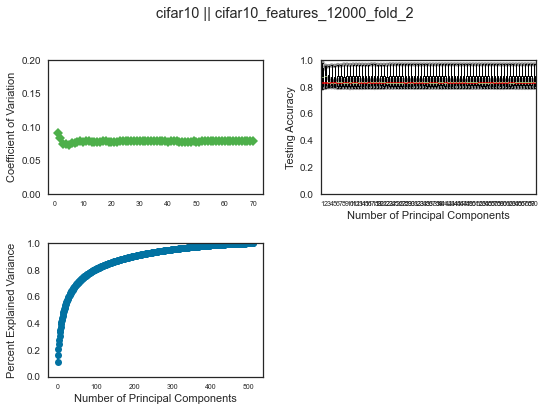 cifar10 || cifar10_features_12000_fold_2
Coefficient of Variation
0.20
0.15
0.10
0.05
0.00
0 10 20 30 40 50 60 70
Testing Accuracy
1.0
0.8
0.6
0.4
0.2
0.0
Number of Principal Components
Percent Explained Variance
1.0
0.8
0.6
0.4
0.2
0.0
0 100 200 300 400 500
Number of Principal Components